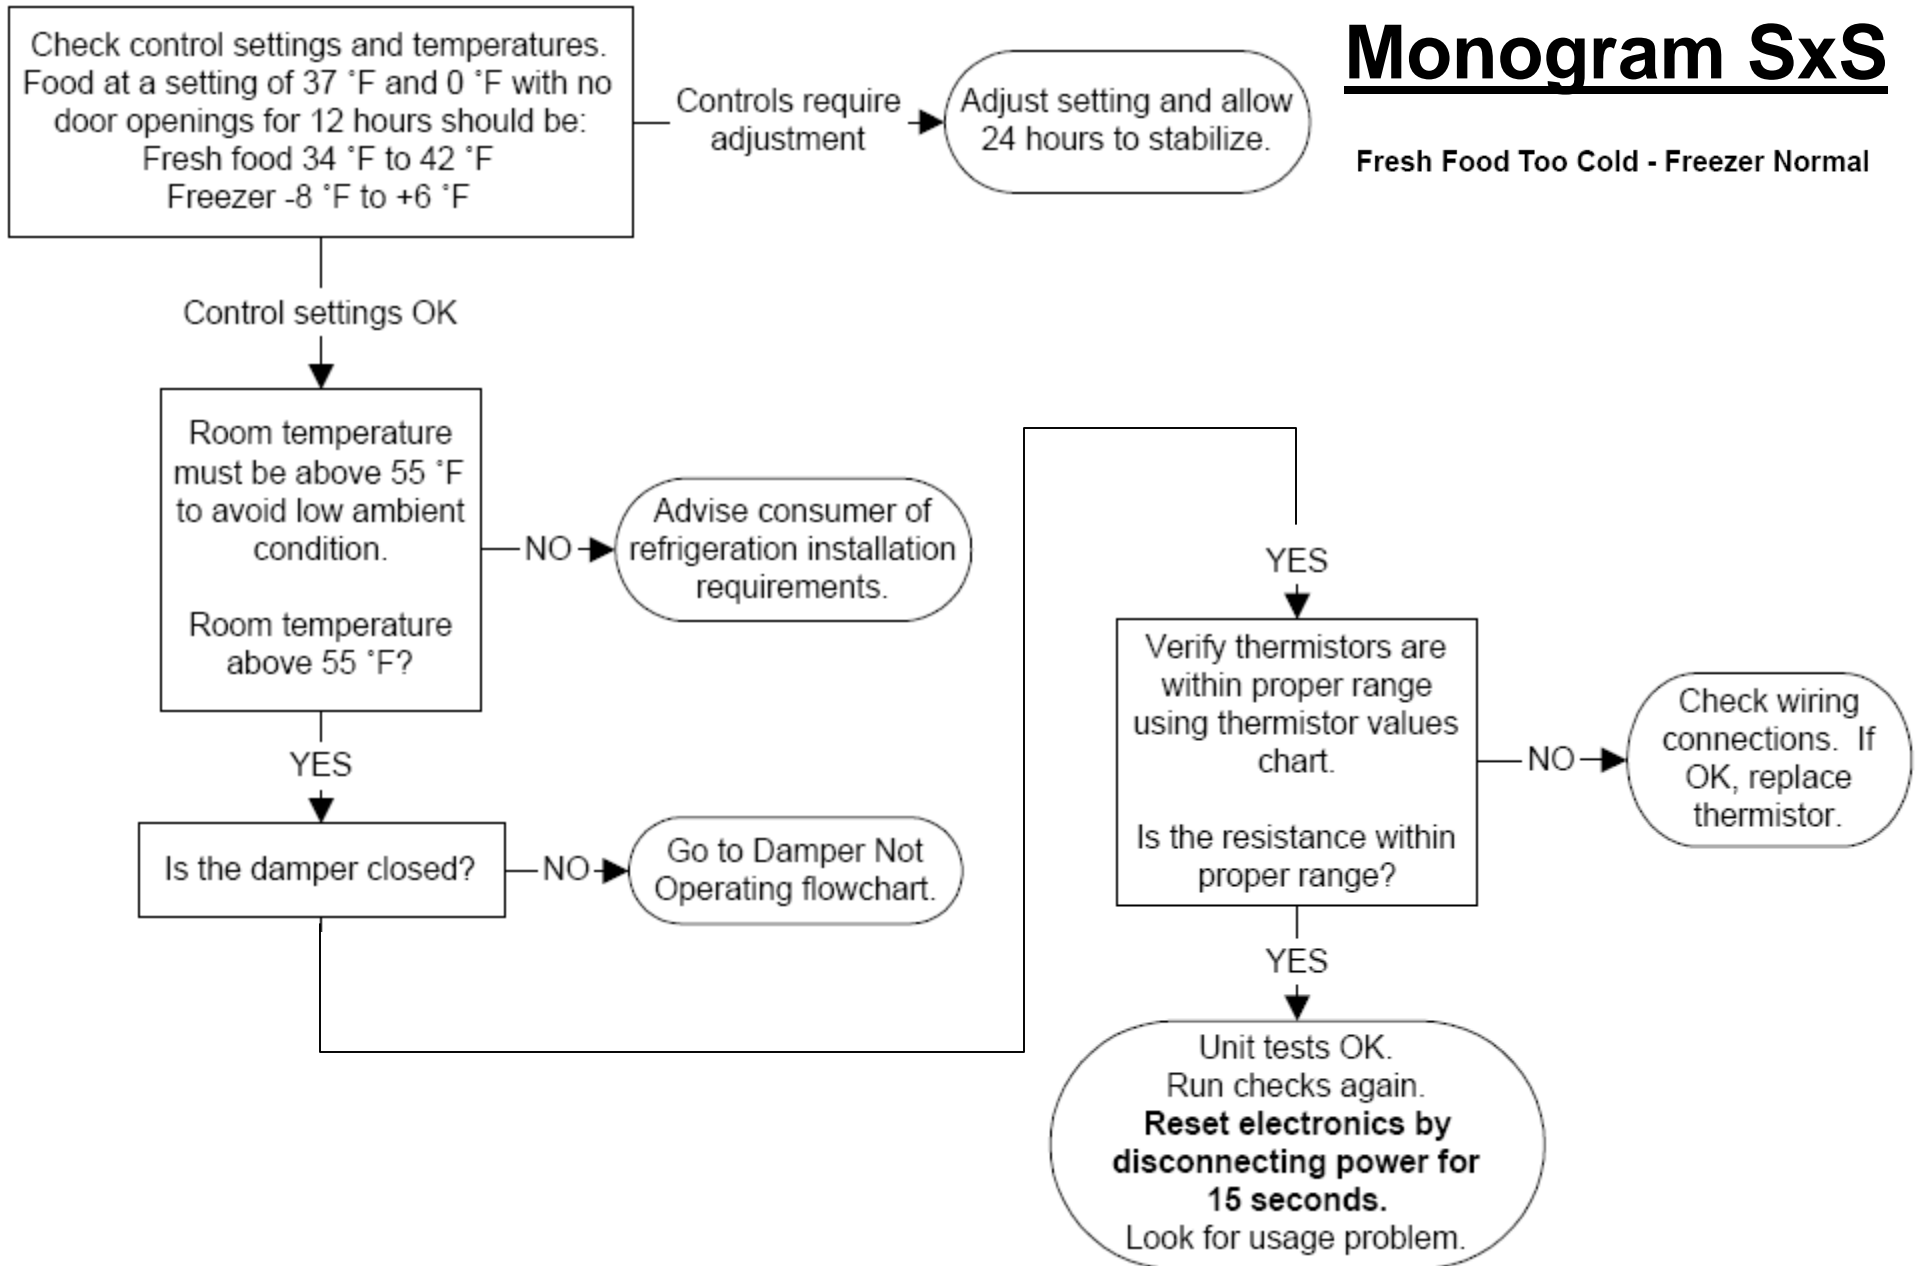 Monogram SxS
Fresh Food Too Cold - Freezer Normal
Check control settings and temperatures.
Food at a setting of 37 ˚F and 0 ˚F with no
door openings for 12 hours should be:
Fresh food 34 ˚F to 42 ˚F
Freezer -8 ˚F to +6 ˚F
Controls require
adjustment
Adjust setting and allow
24 hours to stabilize.
Control settings OK
Room temperature
must be above 55 ˚F
to avoid low ambient
condition.
Room temperature
above 55 ˚F?
NO
Advise consumer of
refrigeration installation
requirements.
YES
Is the damper closed?
NO
Go to Damper Not
Operating flowchart.
YES
Verify thermistors are
within proper range
using thermistor values
chart.
Is the resistance within
proper range?
NO
Check wiring
connections.  If
OK, replace
thermistor.
YES
Unit tests OK.
Run checks again.
Reset electronics by
disconnecting power for
15 seconds.
Look for usage problem.